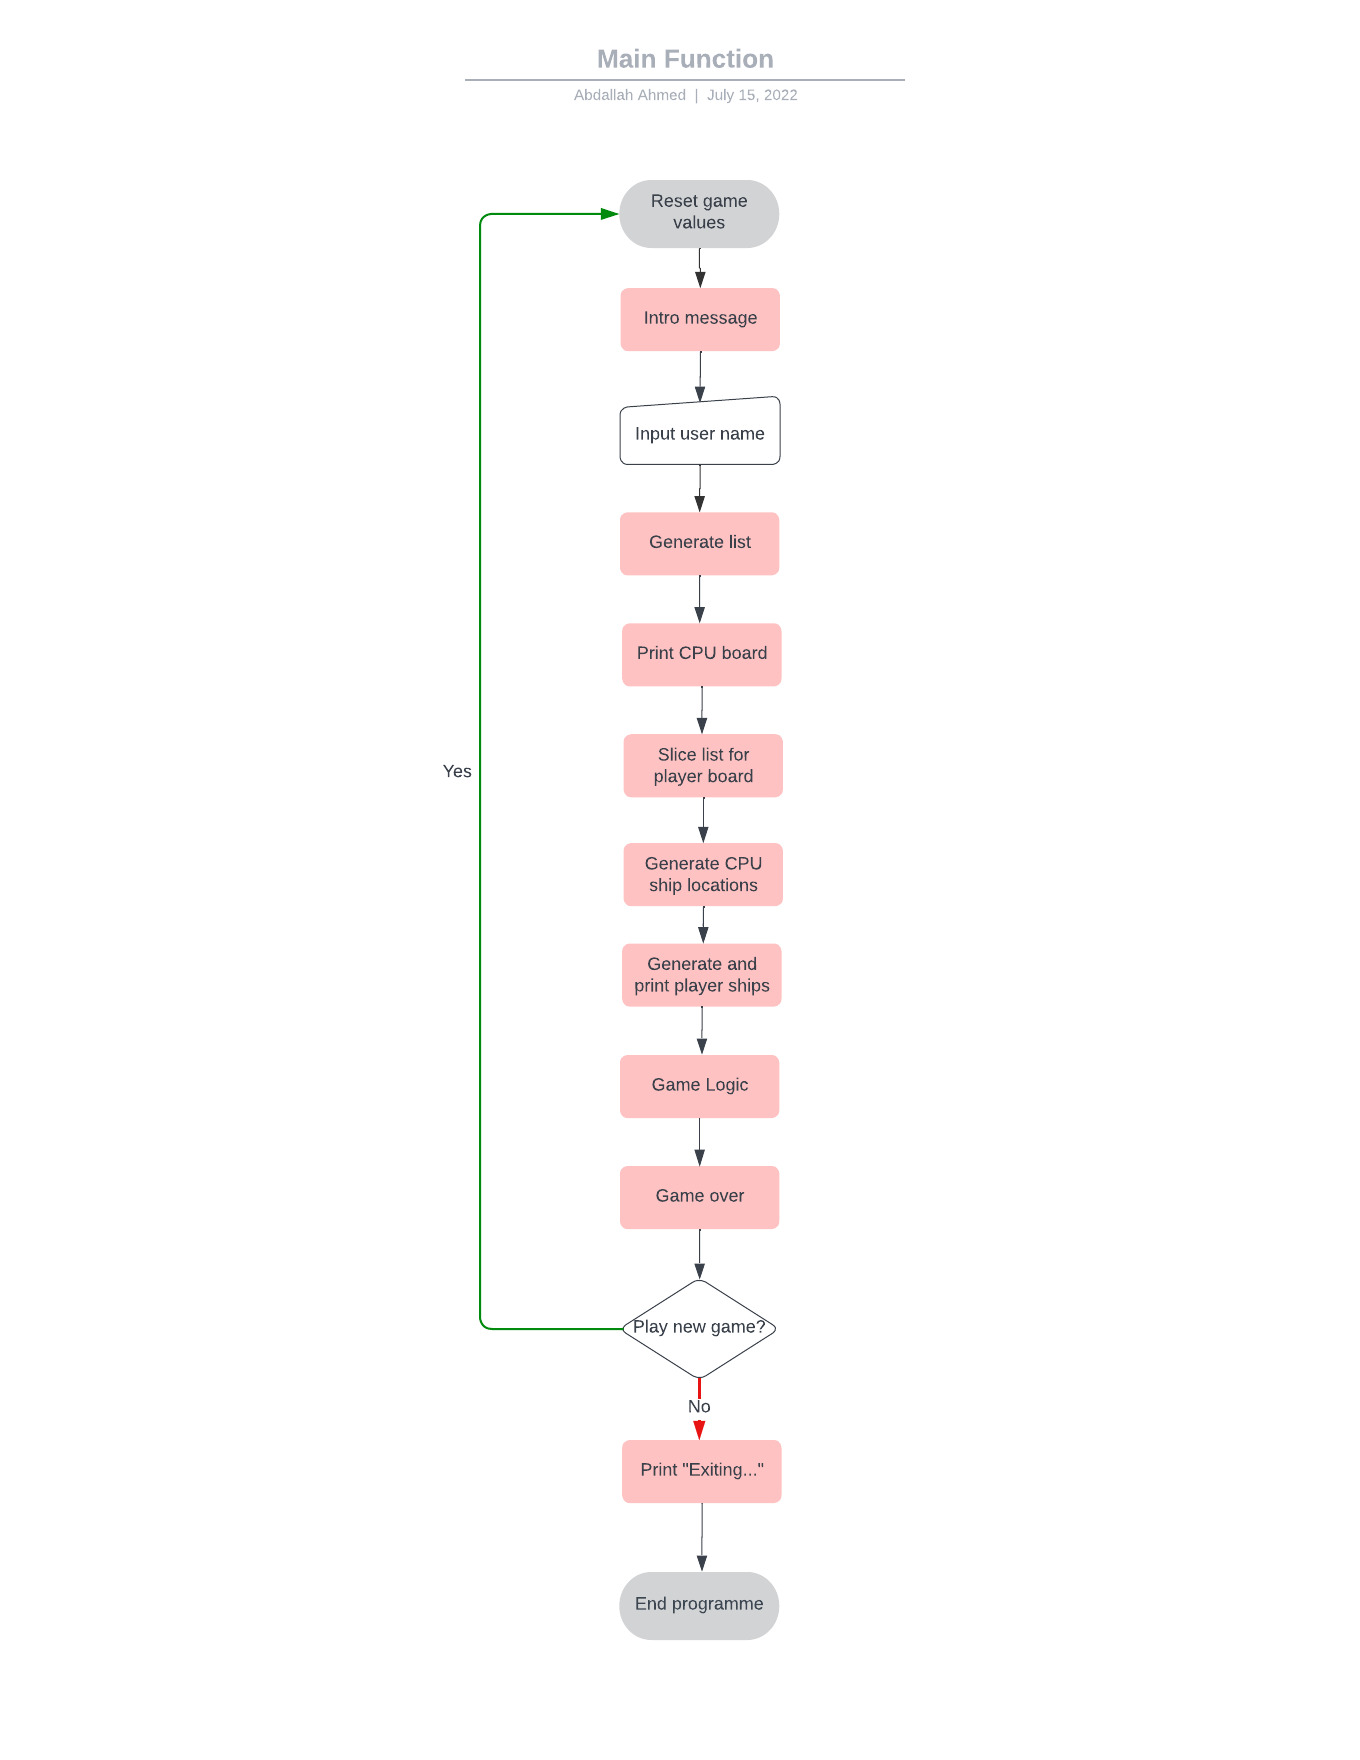 Main Function
Abdallah Ahmed | July 15, 2022
Reset game
values
Intro message
Input user name
Generate list
Print CPU board
Slice list for
player board
Yes
Generate CPU
ship locations
Generate and
print player ships
Game Logic
Game over
Play new game?
No
Print "Exiting..."
End programme